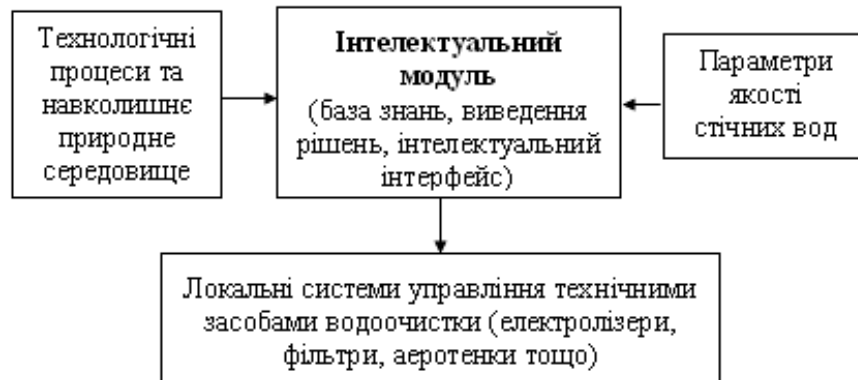 Технологічні
процеси та
навколишнє
природне
середовище
Інтелектуальний
модуль
(база знань, виведення
рішень, інтелектуальний
інтерфейс)
Параметри
якості
стічних вод
Локальні системи управління технічними
засобами водоочистки (електролізери,
фільтри, аеротенки тощо)